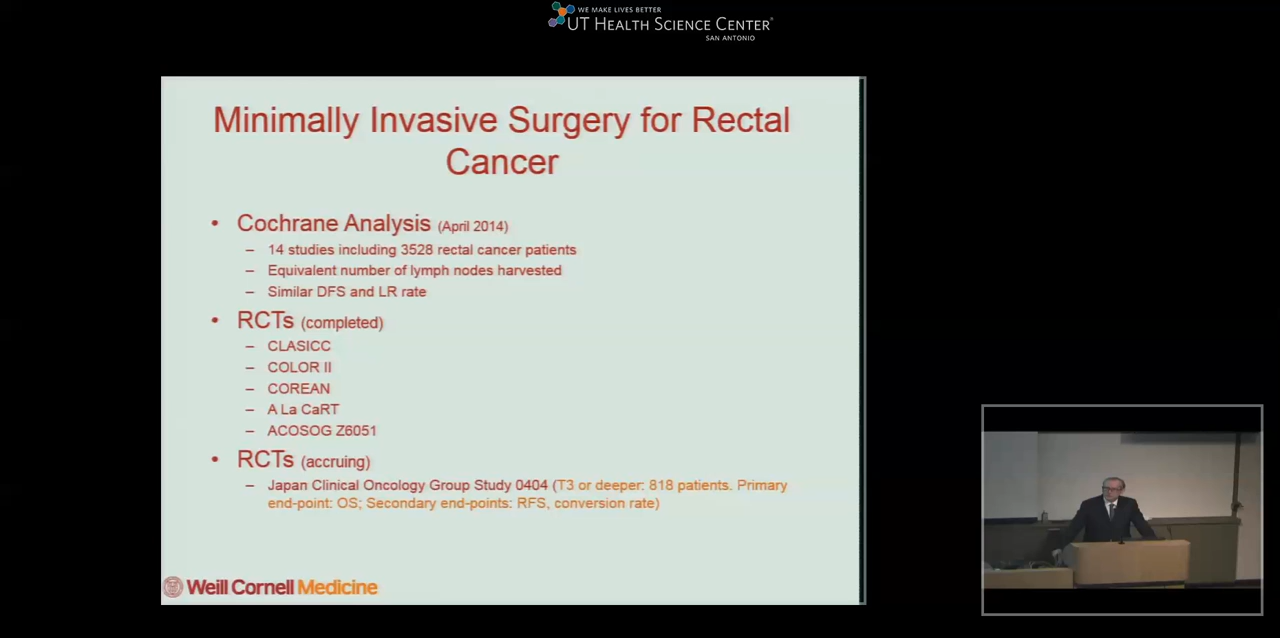 WE MAKE LIVES BETTER
UT HEALTH SCIENCE CENTER®
SAN ANTONIO
Minimally Invasive Surgery for Rectal
Cancer
• Cochrane Analysis (April 2014)
– 14 studies including 3528 rectal cancer patients
– Equivalent number of lymph nodes harvested
– Similar DFS and LR rate
• RCTs (completed)
– CLASICC
– COLOR II
– COREAN
– A La CaRT
– ACOSOG Z6051
• RCTs (accruing)
– Japan Clinical Oncology Group Study 0404 (T3 or deeper: 818 patients. Primary
end-point: OS; Secondary end-points: RFS, conversion rate)
Weill Cornell Medicine